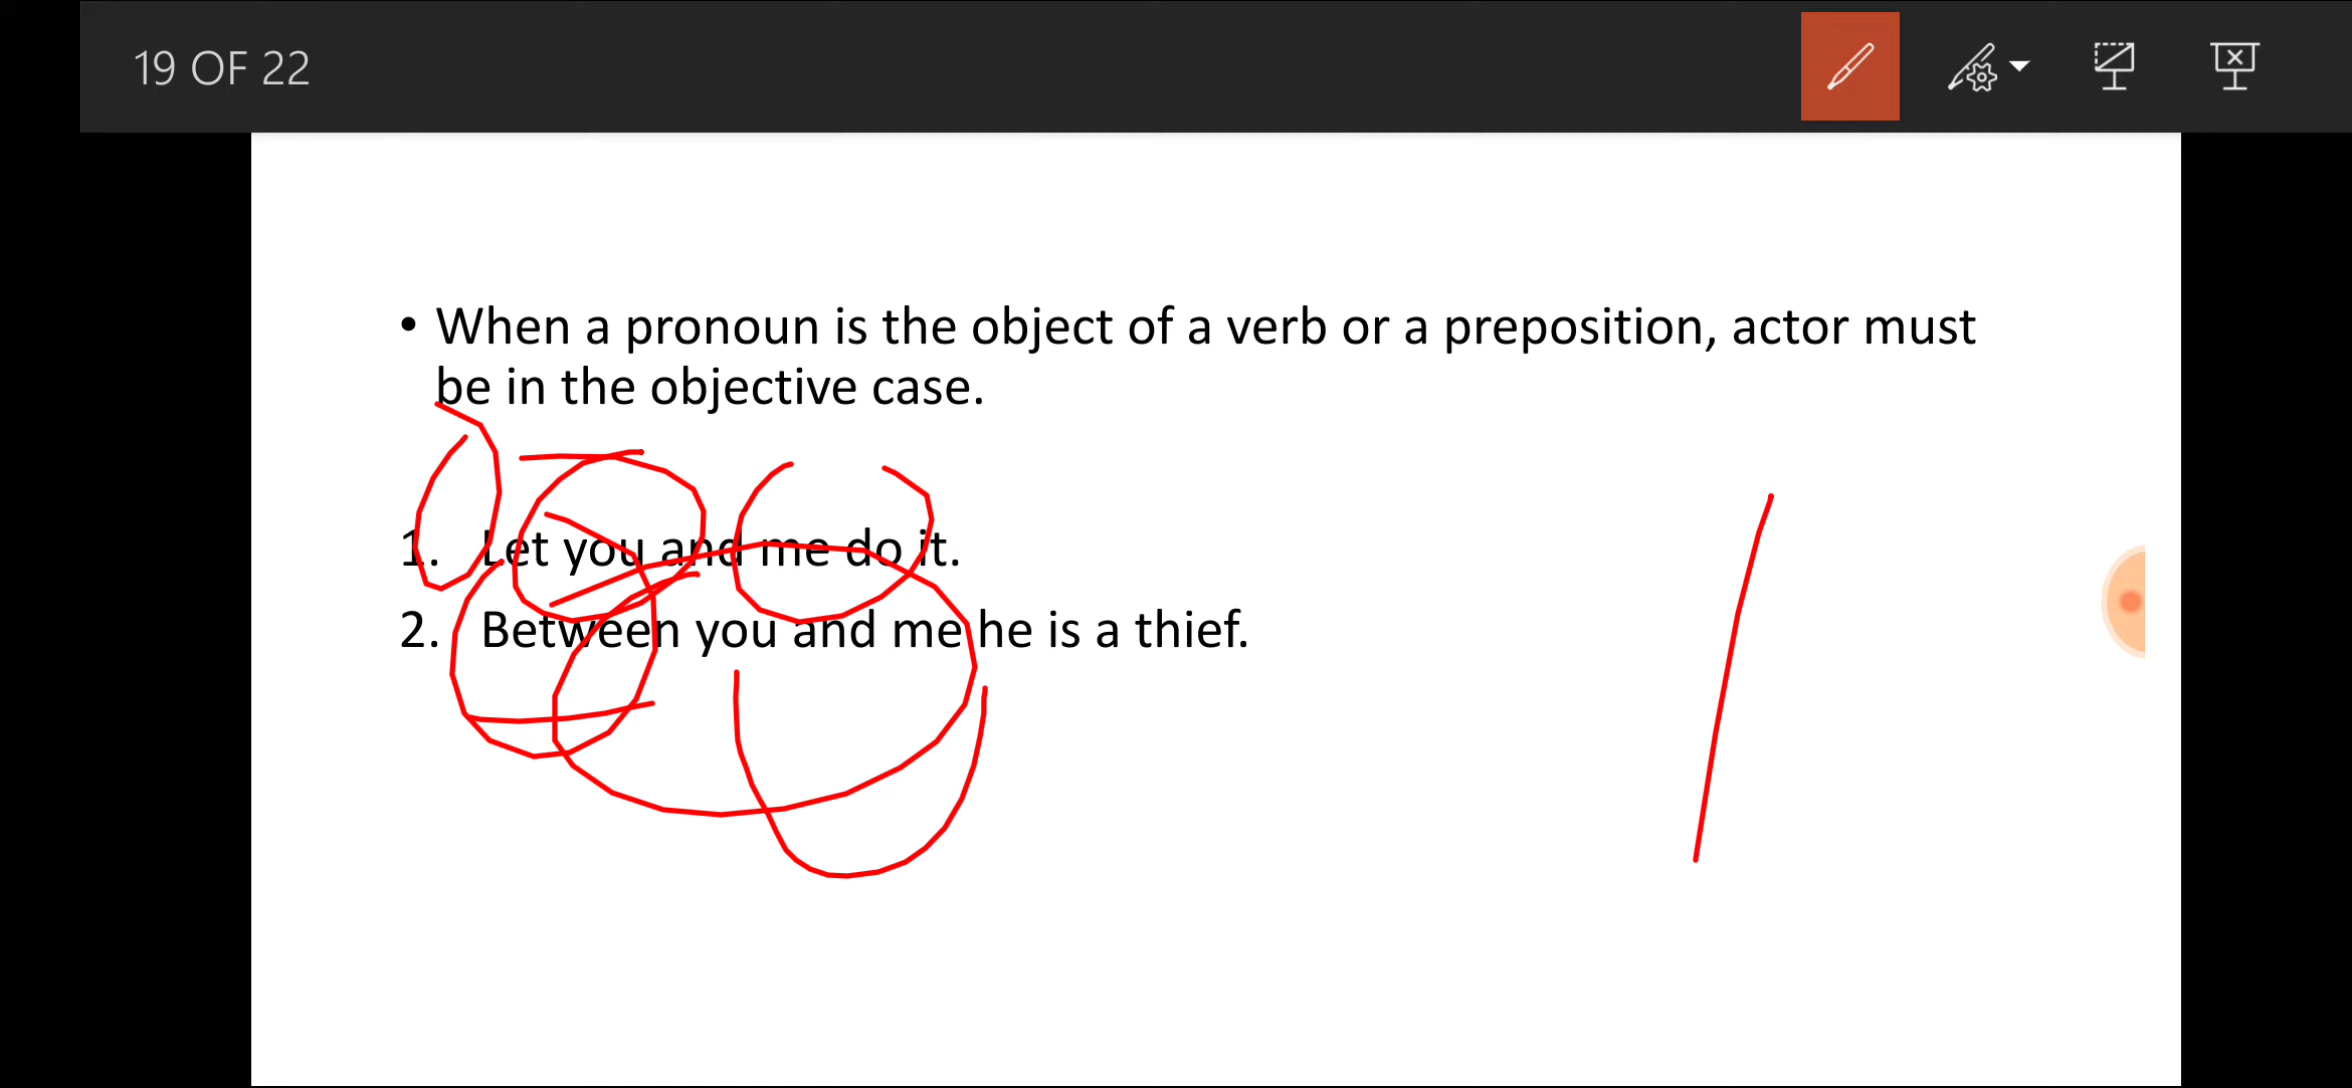 19 OF 22
• When a pronoun is the object of a verb or a preposition, actor must
be in the objective case.
1. Let you and me do it.
2. Between you and me he is a thief.